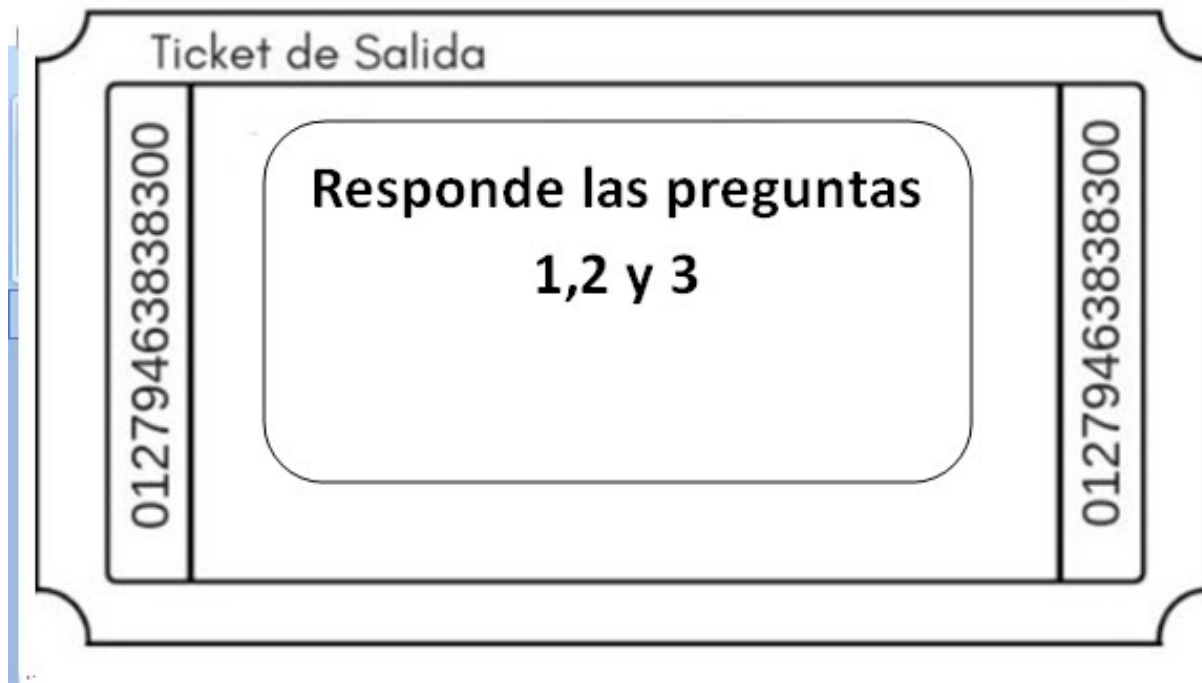 Ticket de Salida
01279463838300
Responde las preguntas
1,2 y 3
01279463838300